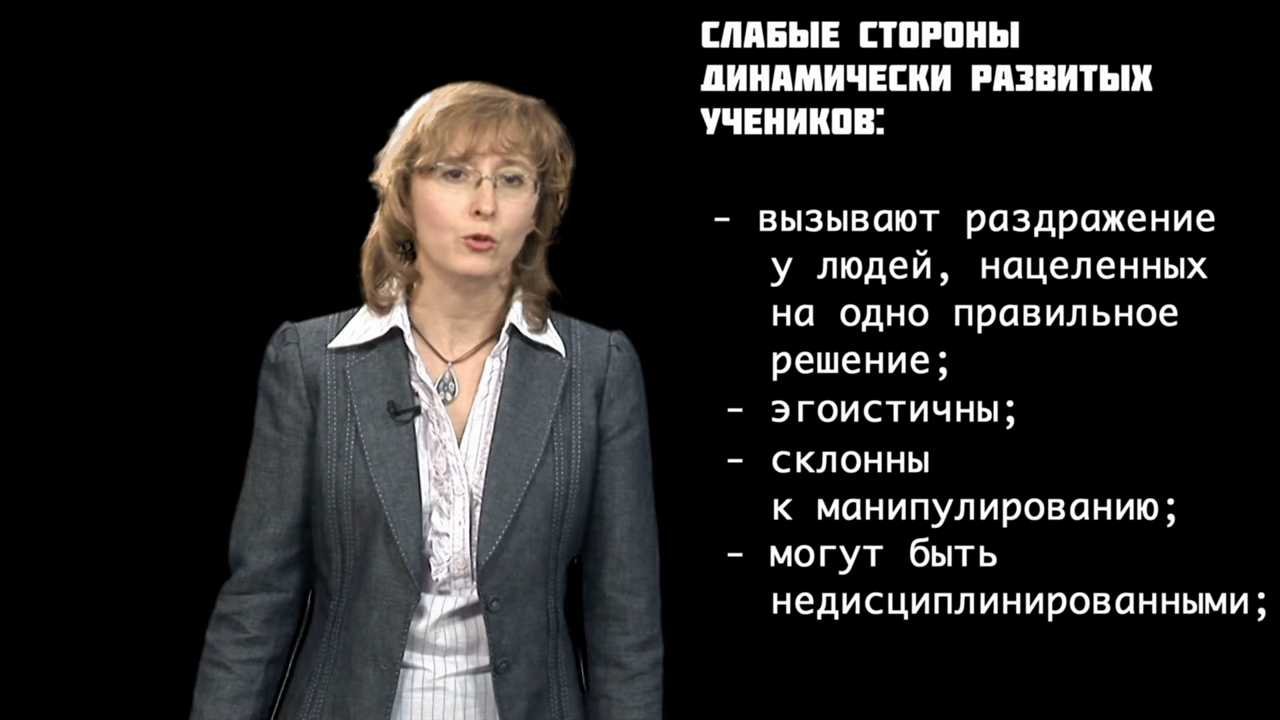 СЛАБЫЕ СТОРОНЫ
ДИНАМИЧЕСКИ РАЗВИТЫХ
УЧЕНИКОВ:
- вызывают раздражение
у людей, нацеленных
на одно правильное
решение;
- эгоистичны;
- склонны
к манипулированию;
- могут быть
недисциплинированными;